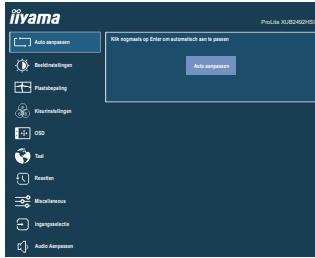 iiyama
ProLite XUB2492HSU
Auto aanpassen
Klik nogmaals op Enter om automatisch aan te passen
Auto aanpassen
Beeldinstellingen
Plaatsbepaling
Kleurinstellingen
OSD
Taal
Resetten
Miscellaneous
Ingangsselectie
Audio Aanpassen